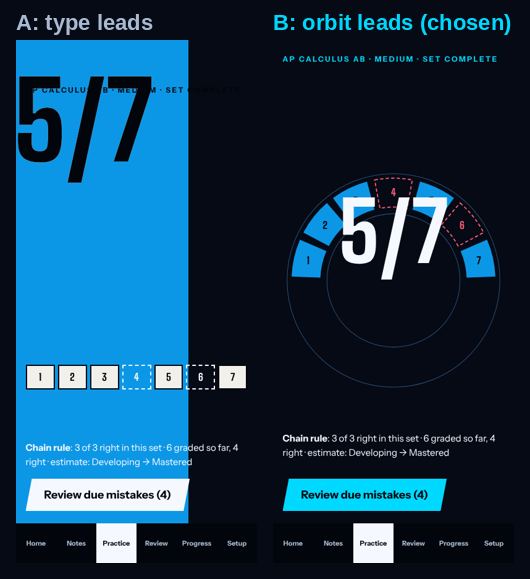 A: type leads
AP CALCULUS AB · MEDIUM · SET COMPLETE
5/7
1 2 3 4 5 6 7
Chain rule: 3 of 3 right in this set · 6 graded so far, 4
right · estimate: Developing → Mastered
Review due mistakes (4)
Home Notes Practice Review Progress Setup
B: orbit leads (chosen)
AP CALCULUS AB · MEDIUM · SET COMPLETE
1 2 4 6 7
5/7
Chain rule: 3 of 3 right in this set · 6 graded so far, 4
right · estimate: Developing → Mastered
Review due mistakes (4)
Home Notes Practice Review Progress Setup